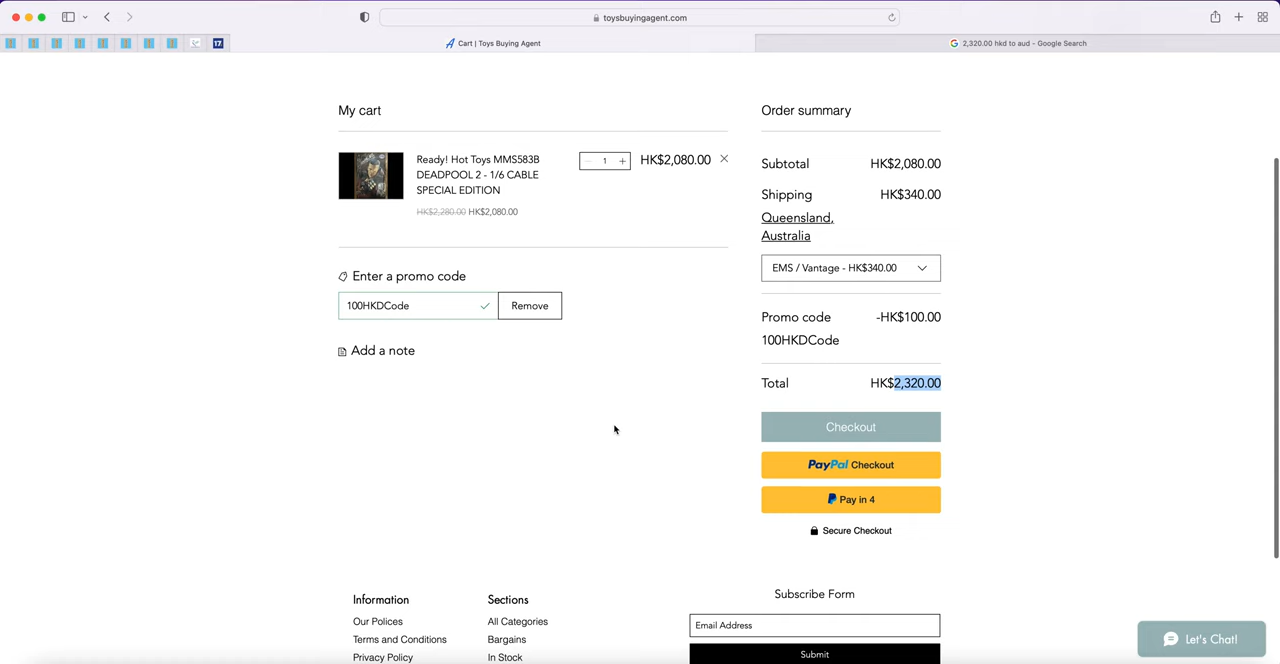 toysbuyingagent.com
17
Cart | Toys Buying Agent
2,320.00 hkd to aud - Google Search
My cart
Ready! Hot Toys MMS583B
DEADPOOL 2 - 1/6 CABLE
SPECIAL EDITION
HK$2,280.00 HK$2,080.00
1
HK$2,080.00
Enter a promo code
100HKDCode
Remove
Add a note
Order summary
Subtotal HK$2,080.00
Shipping HK$340.00
Queensland,
Australia
EMS / Vantage - HK$340.00
Promo code -HK$100.00
100HKDCode
Total HK$2,320.00
Checkout
PayPal Checkout
Pay in 4
Secure Checkout
Information
Our Polices
Terms and Conditions
Privacy Policy
Sections
All Categories
Bargains
In Stock
Subscribe Form
Email Address
Submit
Let's Chat!